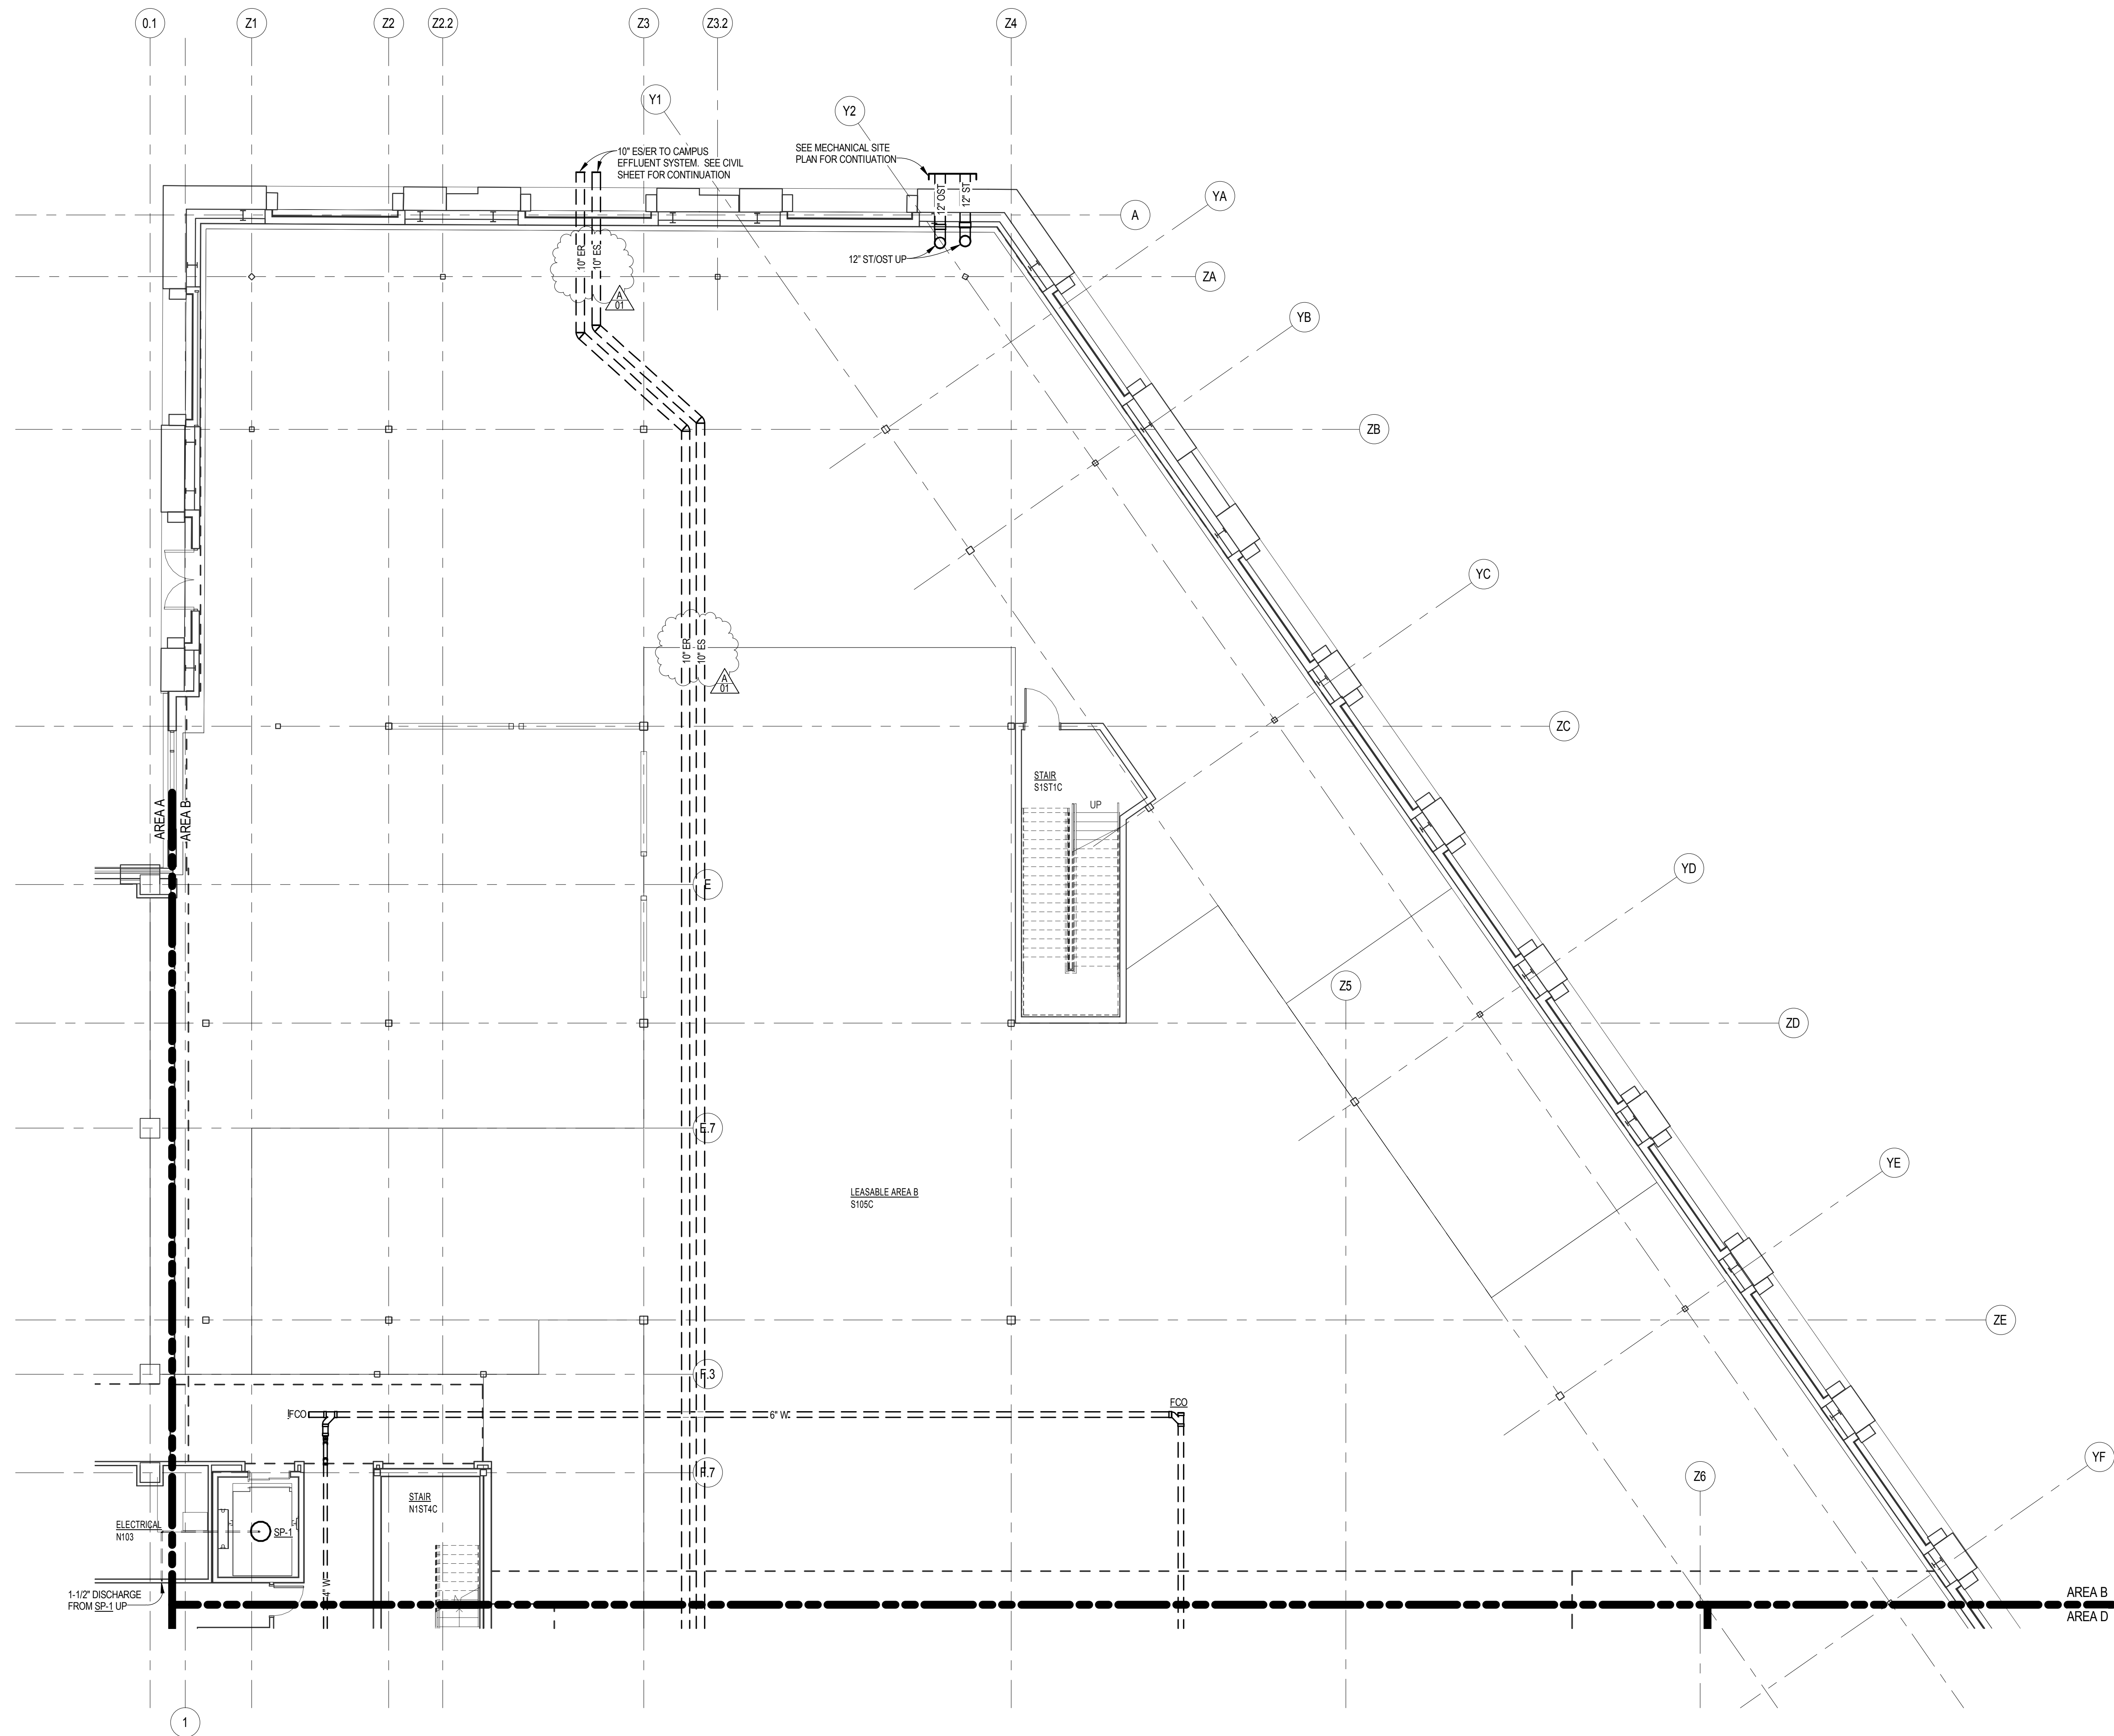 0.1
Z1
Z2
Z2.2
Z3
Z3.2
Z4
Y1
Y2
10" ES/ER TO CAMPUS
EFFLUENT SYSTEM. SEE CIVIL
SHEET FOR CONTINUATION
SEE MECHANICAL SITE
PLAN FOR CONTIUATION
12" OST
12" ST
YA
A
10" ER
10" ES
12" ST/OST UP
ZA
A
01
YB
ZB
YC
10" ER
10" ES
A
01
ZC
STAIR
S1ST1C
UP
AREA A
AREA B
YD
E
Z5
ZD
E.7
YE
LEASABLE AREA B
S105C
ZE
F.3
FCO
6" W
FCO
YF
F.7
Z6
STAIR
N1ST4C
ELECTRICAL
N103
SP-1
4" W
1-1/2" DISCHARGE
FROM SP-1 UP
AREA B
AREA D
1